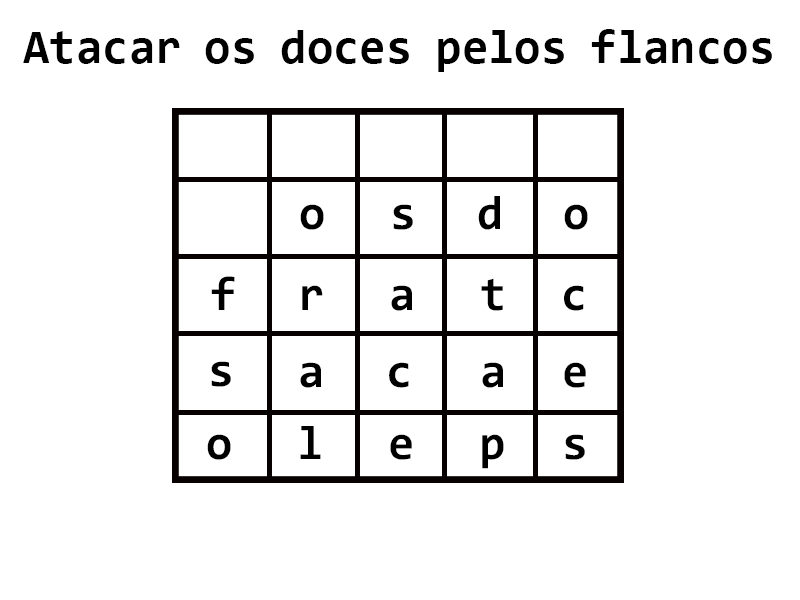 Atacar os doces pelos flancos
o s d o
f r a t c
s a c a e
o l e p s